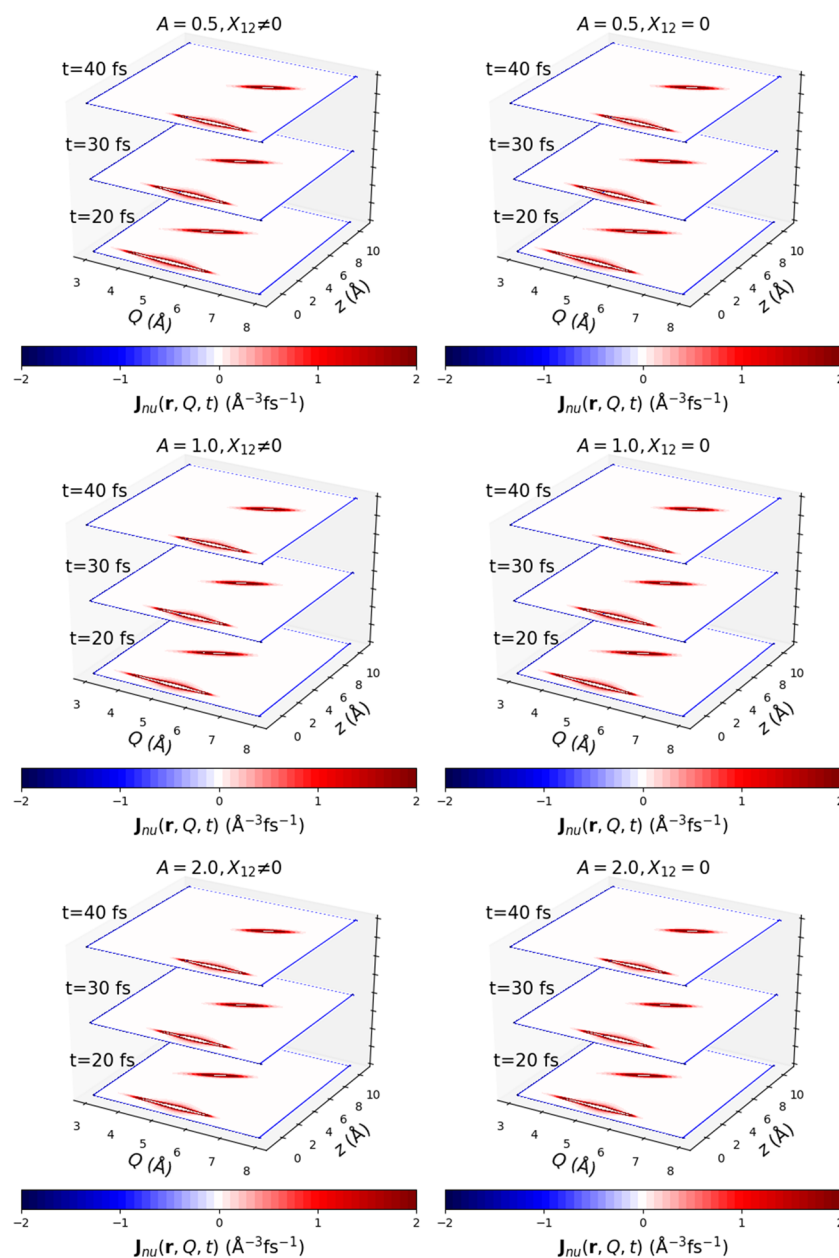 A = 0.5, X₁₂≠0
t=40 fs
t=30 fs
t=20 fs
3 4 5 6 7 8
Q (Å)
0 2 4 6 8 10
z (Å)
−2 −1 0 1 2
J_nu(r, Q, t) (Å⁻³fs⁻¹)
A = 0.5, X₁₂ = 0
t=40 fs
t=30 fs
t=20 fs
3 4 5 6 7 8
Q (Å)
0 2 4 6 8 10
z (Å)
−2 −1 0 1 2
J_nu(r, Q, t) (Å⁻³fs⁻¹)
A = 1.0, X₁₂≠0
t=40 fs
t=30 fs
t=20 fs
3 4 5 6 7 8
Q (Å)
0 2 4 6 8 10
z (Å)
−2 −1 0 1 2
J_nu(r, Q, t) (Å⁻³fs⁻¹)
A = 1.0, X₁₂ = 0
t=40 fs
t=30 fs
t=20 fs
3 4 5 6 7 8
Q (Å)
0 2 4 6 8 10
z (Å)
−2 −1 0 1 2
J_nu(r, Q, t) (Å⁻³fs⁻¹)
A = 2.0, X₁₂≠0
t=40 fs
t=30 fs
t=20 fs
3 4 5 6 7 8
Q (Å)
0 2 4 6 8 10
z (Å)
−2 −1 0 1 2
J_nu(r, Q, t) (Å⁻³fs⁻¹)
A = 2.0, X₁₂ = 0
t=40 fs
t=30 fs
t=20 fs
3 4 5 6 7 8
Q (Å)
0 2 4 6 8 10
z (Å)
−2 −1 0 1 2
J_nu(r, Q, t) (Å⁻³fs⁻¹)